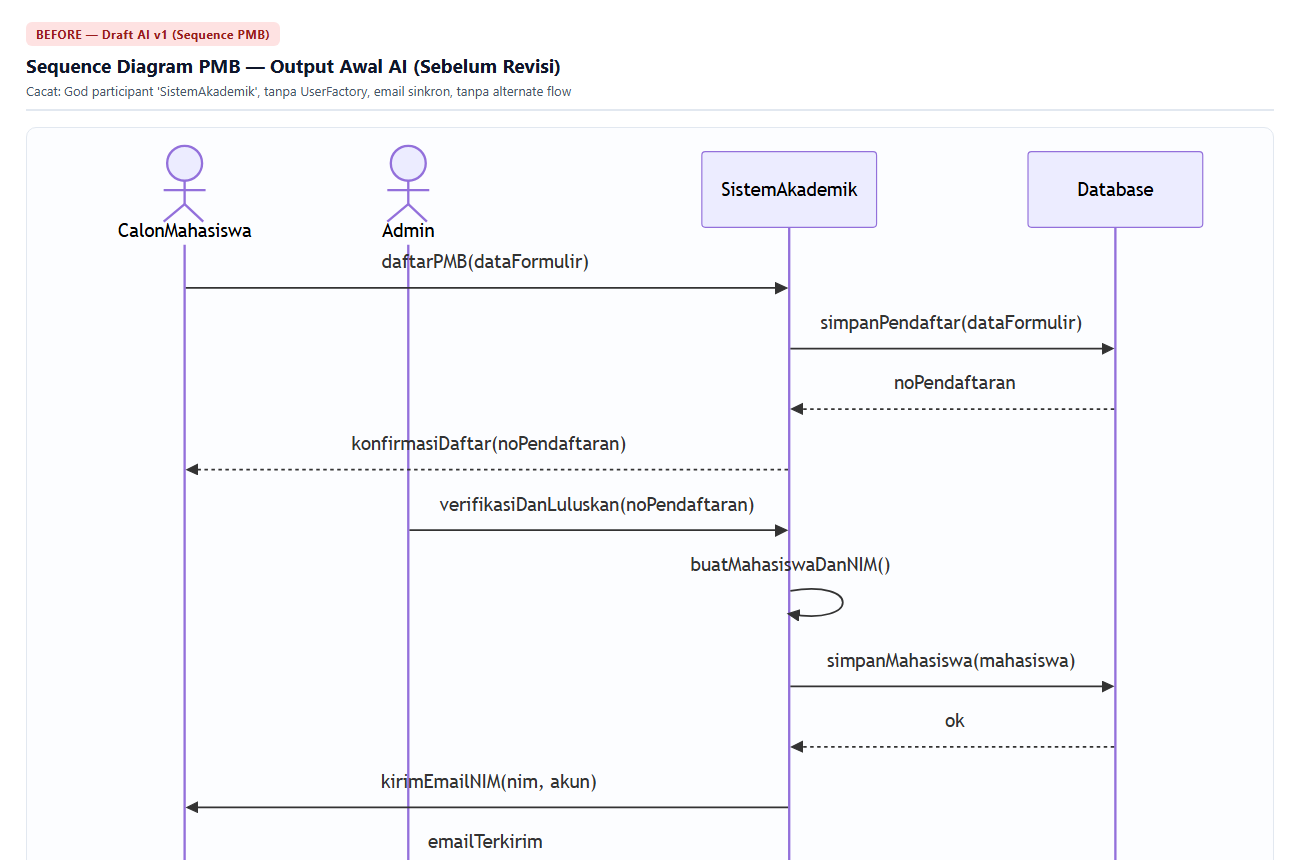 BEFORE — Draft AI v1 (Sequence PMB)
Sequence Diagram PMB — Output Awal AI (Sebelum Revisi)
Cacat: God participant 'SistemAkademik', tanpa UserFactory, email sinkron, tanpa alternate flow
CalonMahasiswa
Admin
SistemAkademik
Database
daftarPMB(dataFormulir)
simpanPendaftar(dataFormulir)
noPendaftaran
konfirmasiDaftar(noPendaftaran)
verifikasiDanLuluskan(noPendaftaran)
buatMahasiswaDanNIM()
simpanMahasiswa(mahasiswa)
ok
kirimEmailNIM(nim, akun)
emailTerkirim